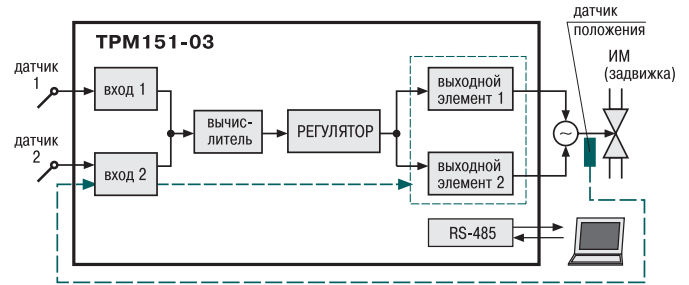 датчик
положения
ТРМ151-03
ИМ
(задвижка)
датчик
1
вход 1
выходной
элемент 1
вычис-
литель
РЕГУЛЯТОР
~
датчик
2
вход 2
выходной
элемент 2
RS-485